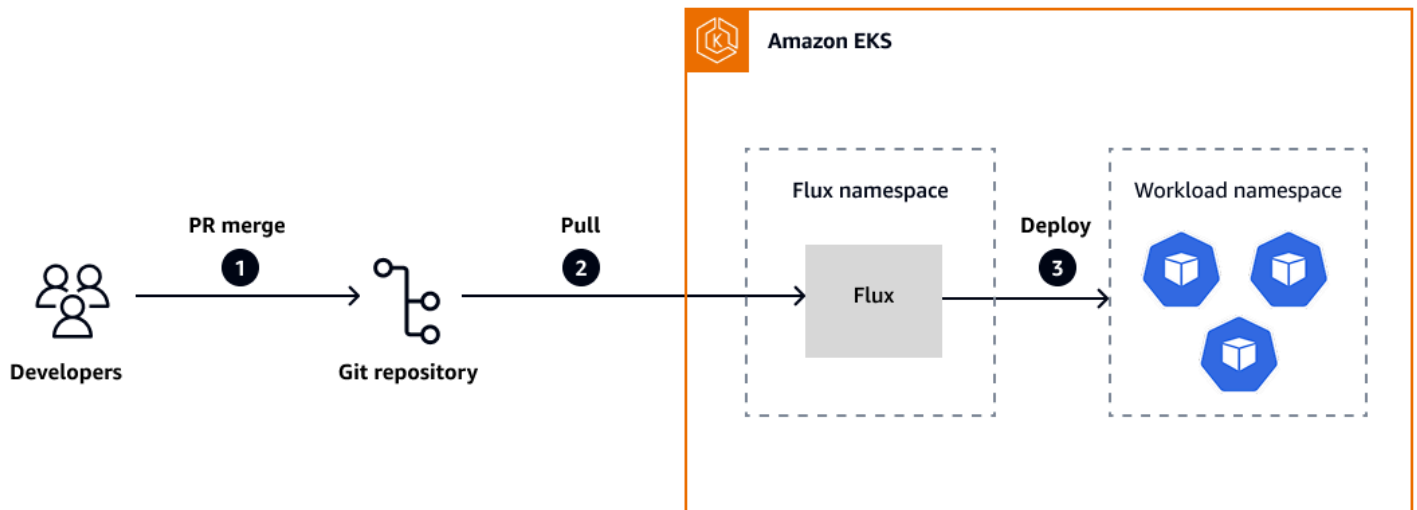 Amazon EKS
Flux namespace
Workload namespace
PR merge
Pull
Deploy
1
2
3
Flux
Developers
Git repository